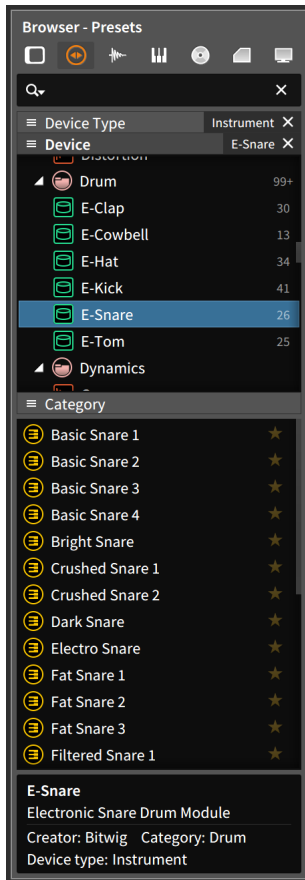 Browser - Presets
Device Type Instrument
Device E-Snare
Distortion
Drum 99+
E-Clap 30
E-Cowbell 13
E-Hat 34
E-Kick 41
E-Snare 26
E-Tom 25
Dynamics
Category
Basic Snare 1
Basic Snare 2
Basic Snare 3
Basic Snare 4
Bright Snare
Crushed Snare 1
Crushed Snare 2
Dark Snare
Electro Snare
Fat Snare 1
Fat Snare 2
Fat Snare 3
Filtered Snare 1
E-Snare
Electronic Snare Drum Module
Creator: Bitwig Category: Drum
Device type: Instrument